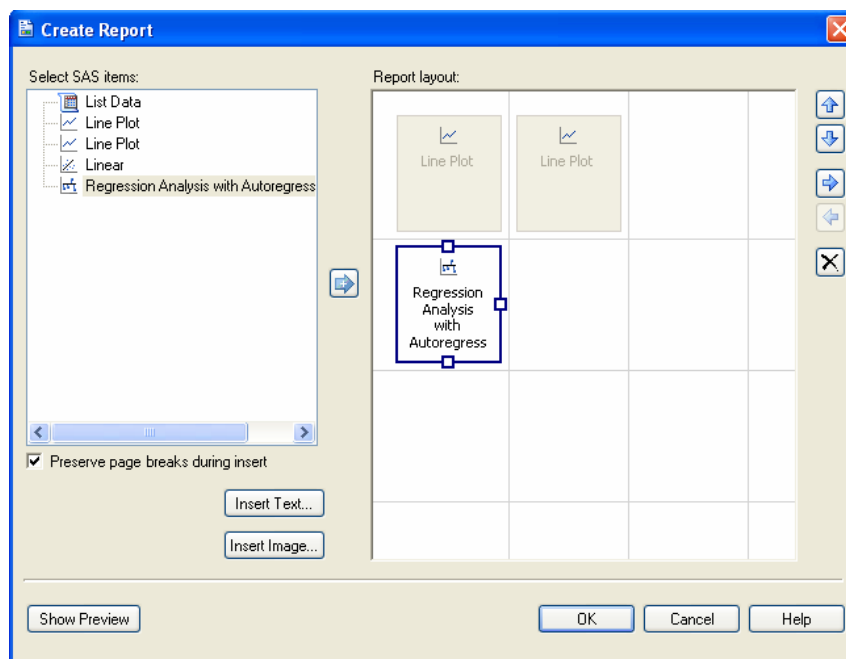 Create Report
Select SAS items:
List Data
Line Plot
Line Plot
Linear
Regression Analysis with Autoregress
Preserve page breaks during insert
Insert Text...
Insert Image...
Report layout:
Line Plot
Line Plot
Regression
Analysis
with
Autoregress
Show Preview
OK
Cancel
Help